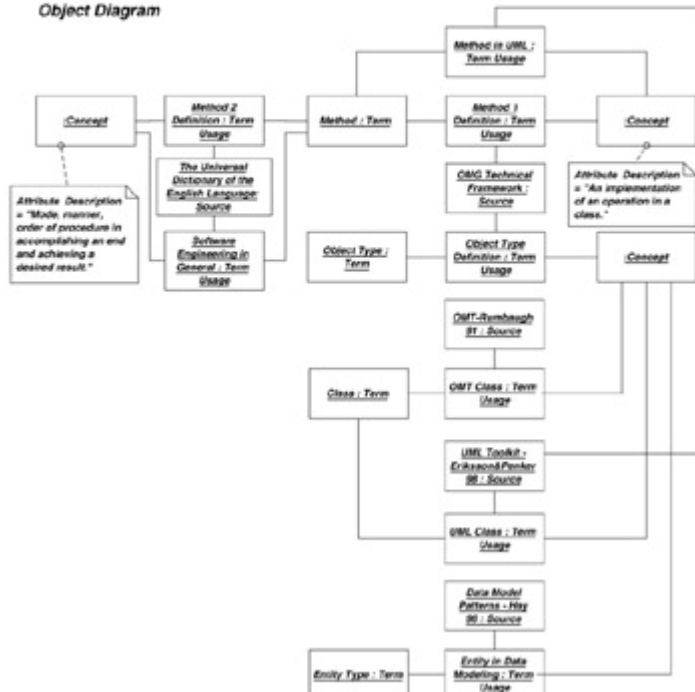 Object Diagram
Method in UML :
Term Usage
:Concept
Method 2
Definition : Term
Usage
Method : Term
Method 1
Definition : Term
Usage
:Concept
The Universal
Dictionary of the
English Language:
Source
OMG Technical
Framework :
Source
Attribute Description
= "Mode, manner,
order of procedure in
accomplishing an end
and achieving a
desired result."
Attribute Description
= "An implementation
of an operation in a
class."
Software
Engineering in
General : Term
Usage
Object Type :
Term
Object Type
Definition : Term
Usage
:Concept
OMT-Rumbaugh
91 : Source
Class : Term
OMT Class : Term
Usage
UML Toolkit -
Eriksson&Penker
98 : Source
UML Class : Term
Usage
Data Model
Patterns - Hay
: Source
Entity Type : Term
Entity in Data
Modeling : Term
Usage